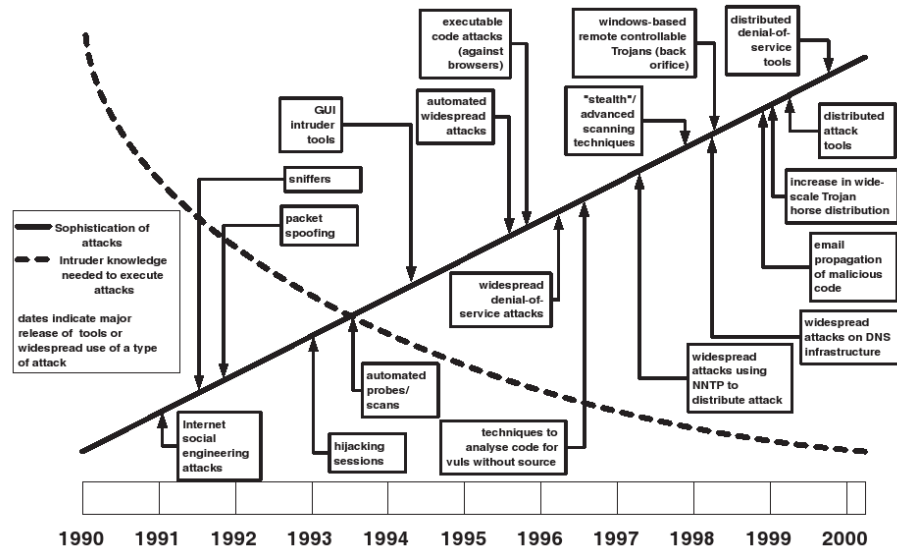 executable
code attacks
(against
browsers)
windows-based
remote controllable
Trojans (back
orifice)
distributed
denial-of-
service
tools
GUI
intruder
tools
automated
widespread
attacks
"stealth"/
advanced
scanning
techniques
distributed
attack
tools
sniffers
increase in wide-
scale Trojan
horse distribution
packet
spoofing
Sophistication of
attacks
Intruder knowledge
needed to execute
attacks
dates indicate major
release of tools or
widespread use of a type
of attack
email
propagation
of malicious
code
widespread
denial-of-
service attacks
widespread
attacks on DNS
infrastructure
widespread
attacks using
NNTP to
distribute attack
automated
probes/
scans
Internet
social
engineering
attacks
hijacking
sessions
techniques to
analyse code for
vuls without source
1990 1991 1992 1993 1994 1995 1996 1997 1998 1999 2000